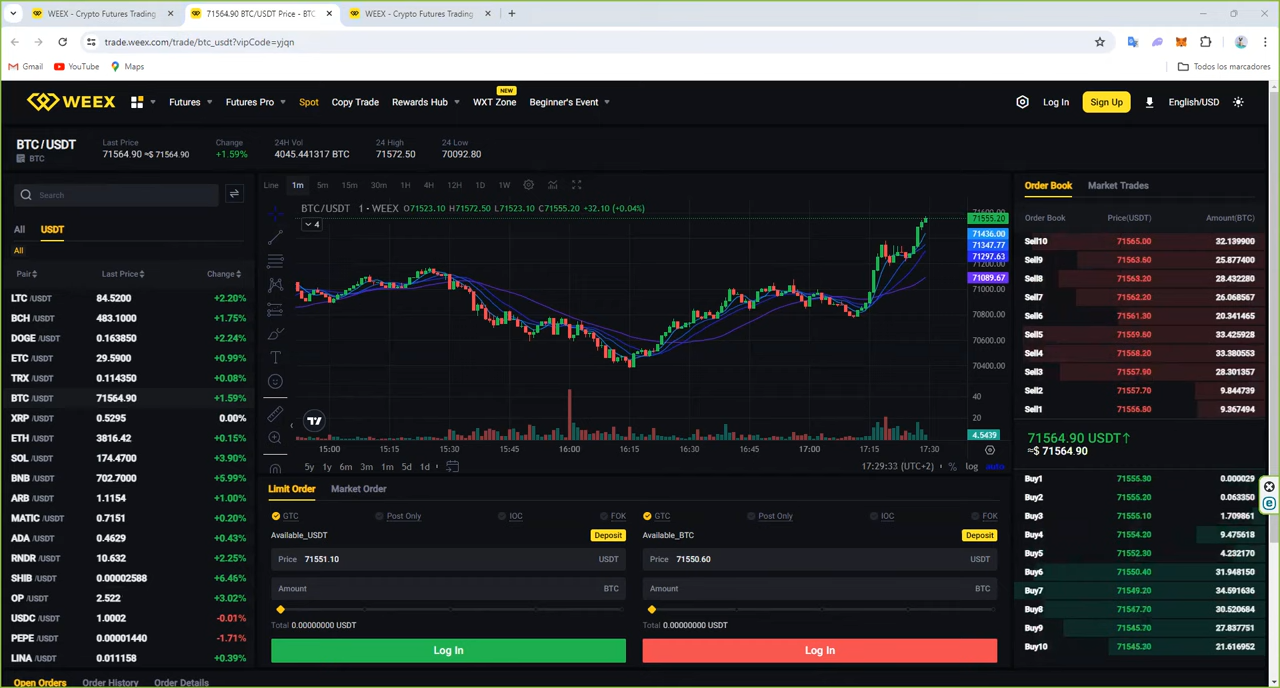 WEEX - Crypto Futures Trading
71564.90 BTC/USDT Price - BTC
WEEX - Crypto Futures Trading
trade.weex.com/trade/btc_usdt?vipCode=yjqn
Gmail YouTube Maps Todos los marcadores
WEEX Futures Futures Pro Spot Copy Trade Rewards Hub WXT Zone NEW Beginner's Event Log In Sign Up English/USD
BTC/USDT
BTC
Last Price
71564.90 ≈$ 71564.90
Change
+1.59%
24H Vol
4045.441317 BTC
24 High
71572.50
24 Low
70092.80
Search
All USDT
All
Pair Last Price Change
LTC /USDT 84.5200 +2.20%
BCH /USDT 483.1000 +1.75%
DOGE /USDT 0.163850 +2.24%
ETC /USDT 29.5900 +0.99%
TRX /USDT 0.114350 +0.08%
BTC /USDT 71564.90 +1.59%
XRP /USDT 0.5295 0.00%
ETH /USDT 3816.42 +0.15%
SOL /USDT 174.4700 +3.90%
BNB /USDT 702.7000 +5.99%
ARB /USDT 1.1154 +1.00%
MATIC /USDT 0.7151 +0.20%
ADA /USDT 0.4629 +0.43%
RNDR /USDT 10.632 +2.25%
SHIB /USDT 0.00002588 +6.46%
OP /USDT 2.522 +3.02%
USDC /USDT 1.0002 -0.01%
PEPE /USDT 0.00001440 -1.71%
LINA /USDT 0.011158 +0.39%
Line 1m 5m 15m 30m 1H 4H 12H 1D 1W
BTC/USDT · 1 · WEEX O71523.10 H71572.50 L71523.10 C71555.20 +32.10 (+0.04%)
4
71555.20
71436.00
71347.77
71297.63
71200.00
71089.67
71000.00
70800.00
70600.00
70400.00
40
20
4.5439
15:00 15:15 15:30 15:45 16:00 16:15 16:30 16:45 17:00 17:15 17:30
5y 1y 6m 3m 1m 5d 1d 17:29:33 (UTC+2) % log auto
Limit Order Market Order
GTC Post Only IOC FOK
Available_USDT Deposit
Price 71551.10 USDT
Amount BTC
Total 0.00000000 USDT
Log In
GTC Post Only IOC FOK
Available_BTC Deposit
Price 71550.60 USDT
Amount BTC
Total 0.00000000 USDT
Log In
Order Book Market Trades
Order Book Price(USDT) Amount(BTC)
Sell10 71565.00 32.139900
Sell9 71563.60 25.877400
Sell8 71563.20 28.432280
Sell7 71562.20 26.068567
Sell6 71561.30 20.341465
Sell5 71559.60 33.425928
Sell4 71568.20 33.380553
Sell3 71557.90 28.301357
Sell2 71557.70 9.844739
Sell1 71556.80 9.367494
71564.90 USDT↑
≈$ 71564.90
Buy1 71555.30 0.000029
Buy2 71555.20 0.063350
Buy3 71555.10 1.709861
Buy4 71554.20 9.475618
Buy5 71552.30 4.232170
Buy6 71550.40 31.948150
Buy7 71549.20 34.591636
Buy8 71547.70 30.520684
Buy9 71545.70 27.837751
Buy10 71545.30 21.616952
Open Orders Order History Order Details